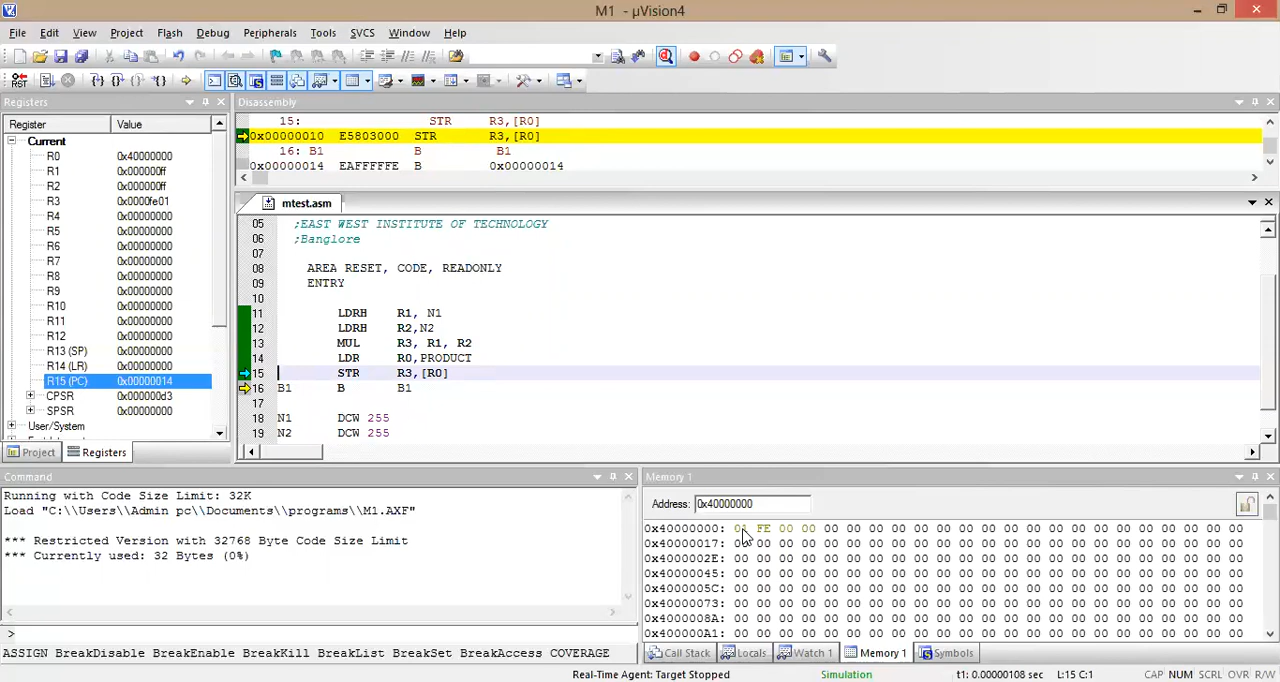 M1 - µVision4
File Edit View Project Flash Debug Peripherals Tools SVCS Window Help
Registers
Register Value
Current
R0 0x40000000
R1 0x000000ff
R2 0x000000ff
R3 0x0000fe01
R4 0x00000000
R5 0x00000000
R6 0x00000000
R7 0x00000000
R8 0x00000000
R9 0x00000000
R10 0x00000000
R11 0x00000000
R12 0x00000000
R13 (SP) 0x00000000
R14 (LR) 0x00000000
R15 (PC) 0x00000014
CPSR 0x000000d3
SPSR 0x00000000
User/System
Project Registers
Disassembly
15: STR R3,[R0]
0x00000010 E5803000 STR R3,[R0]
16: B1 B B1
0x00000014 EAFFFFFE B 0x00000014
mtest.asm
05 ;EAST WEST INSTITUTE OF TECHNOLOGY
06 ;Banglore
07
08 AREA RESET, CODE, READONLY
09 ENTRY
10
11 LDRH R1, N1
12 LDRH R2,N2
13 MUL R3, R1, R2
14 LDR R0,PRODUCT
15 STR R3,[R0]
16 B1 B B1
17
18 N1 DCW 255
19 N2 DCW 255
Command
Running with Code Size Limit: 32K
Load "C:\\Users\\Admin pc\\Documents\\programs\\M1.AXF"
*** Restricted Version with 32768 Byte Code Size Limit
*** Currently used: 32 Bytes (0%)
>
ASSIGN BreakDisable BreakEnable BreakKill BreakList BreakSet BreakAccess COVERAGE
Memory 1
Address: 0x40000000
0x40000000: 01 FE 00 00 00 00 00 00 00 00 00 00 00 00 00 00 00 00 00 00 00 00 00
0x40000017: 00 00 00 00 00 00 00 00 00 00 00 00 00 00 00 00 00 00 00 00 00 00 00
0x4000002E: 00 00 00 00 00 00 00 00 00 00 00 00 00 00 00 00 00 00 00 00 00 00 00
0x40000045: 00 00 00 00 00 00 00 00 00 00 00 00 00 00 00 00 00 00 00 00 00 00 00
0x4000005C: 00 00 00 00 00 00 00 00 00 00 00 00 00 00 00 00 00 00 00 00 00 00 00
0x40000073: 00 00 00 00 00 00 00 00 00 00 00 00 00 00 00 00 00 00 00 00 00 00 00
0x4000008A: 00 00 00 00 00 00 00 00 00 00 00 00 00 00 00 00 00 00 00 00 00 00 00
0x400000A1: 00 00 00 00 00 00 00 00 00 00 00 00 00 00 00 00 00 00 00 00 00 00 00
Call Stack Locals Watch 1 Memory 1 Symbols
Real-Time Agent: Target Stopped Simulation t1: 0.00000108 sec L:15 C:1 CAP NUM SCRL OVR R/W